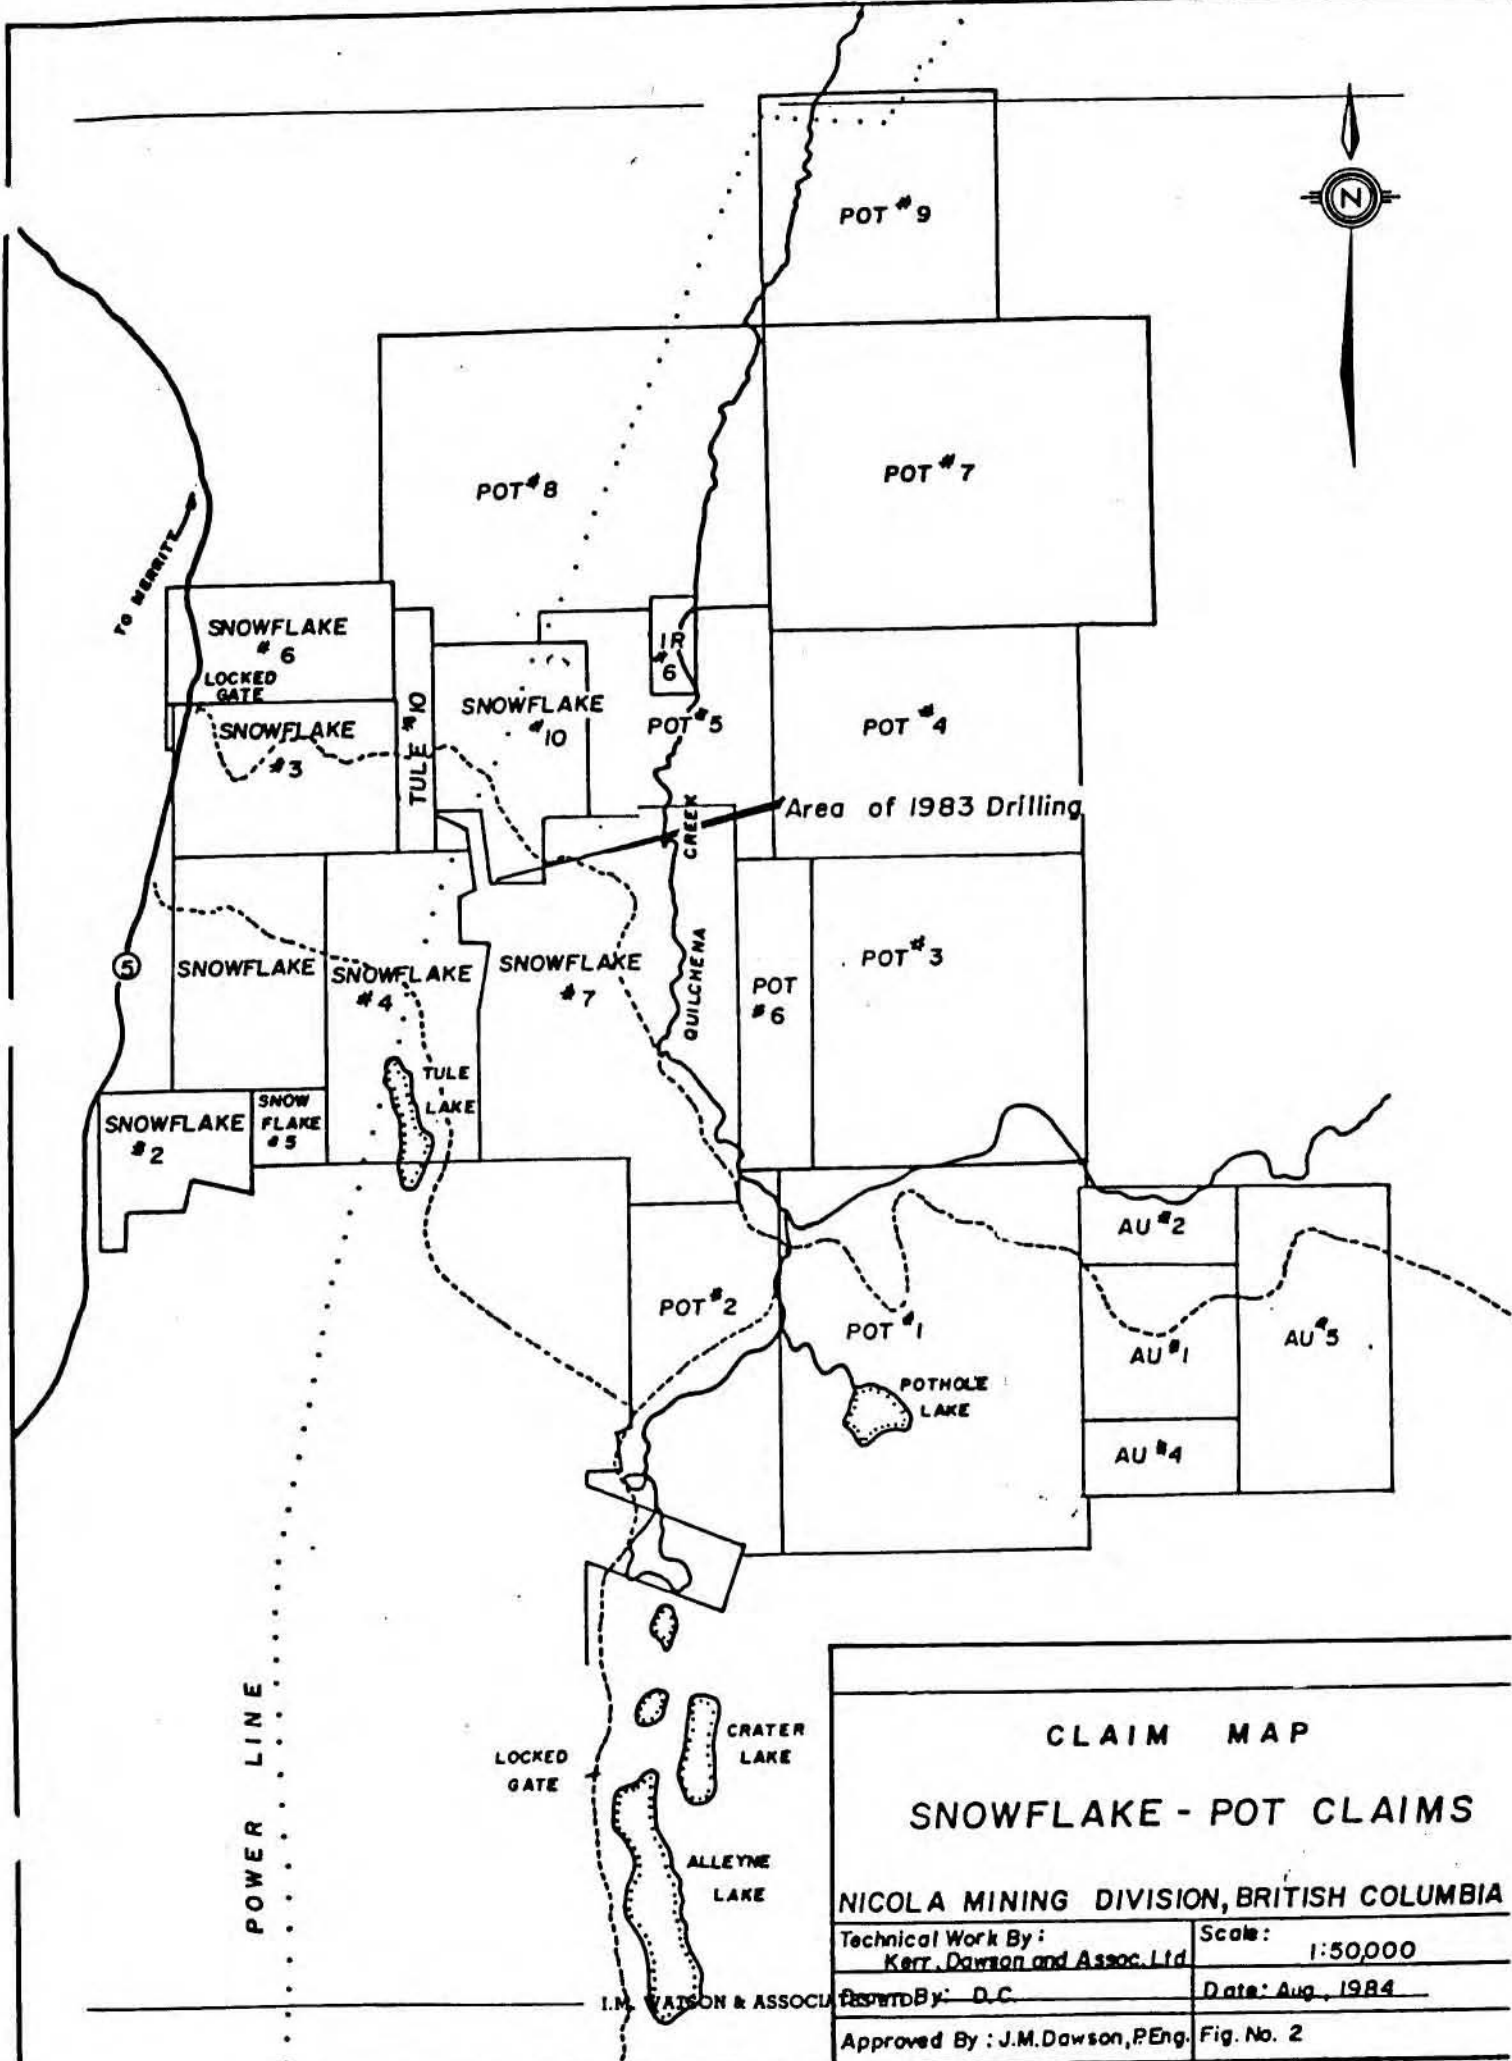 N
POT #9
POT #8
POT #7
TO MERRITT
SNOWFLAKE
#6
LOCKED
GATE
IR
#6
TULE #10
SNOWFLAKE
#10
POT #5
POT #4
SNOWFLAKE
#3
Area of 1983 Drilling
QUILCHENA CREEK
5
SNOWFLAKE
SNOWFLAKE
#4
SNOWFLAKE
#7
POT
#6
POT #3
TULE
LAKE
SNOWFLAKE
#2
SNOW
FLAKE
#5
POT #2
POT #1
AU #2
AU #1
AU #5
AU #4
POTHOLE
LAKE
POWER LINE
CRATER
LAKE
LOCKED
GATE
ALLEYNE
LAKE
I.M. WATSON & ASSOCIATES LTD
CLAIM MAP
SNOWFLAKE - POT CLAIMS
NICOLA MINING DIVISION, BRITISH COLUMBIA
Technical Work By:
Kerr, Dawson and Assoc. Ltd
Scale:
1:50,000
Drawn By: D.C.
Date: Aug, 1984
Approved By: J.M. Dawson, P.Eng.
Fig. No. 2